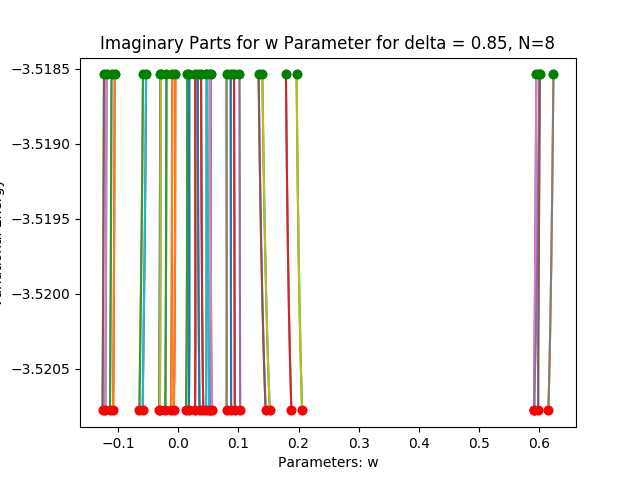 Imaginary Parts for w Parameter for delta = 0.85, N=8
−3.5185
−3.5190
−3.5195
−3.5200
−3.5205
−0.1 0.0 0.1 0.2 0.3 0.4 0.5 0.6
Parameters: w